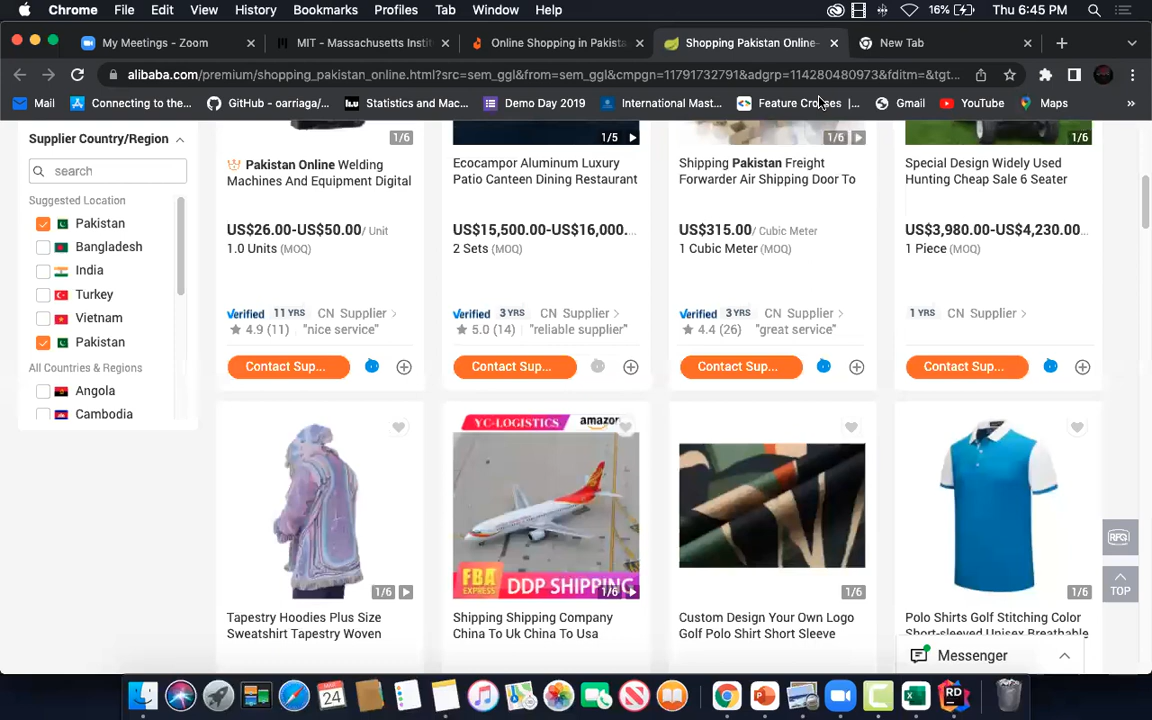 Chrome File Edit View History Bookmarks Profiles Tab Window Help 16% Thu 6:45 PM
My Meetings - Zoom MIT - Massachusetts Insti Online Shopping in Pakista Shopping Pakistan Online- New Tab
alibaba.com/premium/shopping_pakistan_online.html?src=sem_ggl&from=sem_ggl&cmpgn=11791732791&adgrp=114280480973&fditm=&tgt...
Mail Connecting to the... GitHub - oarriaga/... Statistics and Mac... Demo Day 2019 International Mast... Feature Crosses |... Gmail YouTube Maps »
Supplier Country/Region
search
Suggested Location
Pakistan
Bangladesh
India
Turkey
Vietnam
Pakistan
All Countries & Regions
Angola
Cambodia
1/6 1/5 1/6 1/6
Pakistan Online Welding
Machines And Equipment Digital
US$26.00-US$50.00/ Unit
1.0 Units (MOQ)
Verified 11 YRS CN Supplier >
4.9 (11) "nice service"
Contact Sup...
Ecocampor Aluminum Luxury
Patio Canteen Dining Restaurant
US$15,500.00-US$16,000....
2 Sets (MOQ)
Verified 3 YRS CN Supplier >
5.0 (14) "reliable supplier"
Contact Sup...
Shipping Pakistan Freight
Forwarder Air Shipping Door To
US$315.00/ Cubic Meter
1 Cubic Meter (MOQ)
Verified 3 YRS CN Supplier >
4.4 (26) "great service"
Contact Sup...
Special Design Widely Used
Hunting Cheap Sale 6 Seater
US$3,980.00-US$4,230.00...
1 Piece (MOQ)
1 YRS CN Supplier >
Contact Sup...
1/6
Tapestry Hoodies Plus Size
Sweatshirt Tapestry Woven
YC-LOGISTICS amazon
FBA
EXPRESS DDP SHIPPING
1/6
Shipping Shipping Company
China To Uk China To Usa
1/6
Custom Design Your Own Logo
Golf Polo Shirt Short Sleeve
1/6
Polo Shirts Golf Stitching Color
Short-sleeved Unisex Breathable
RFQ
TOP
Messenger
MAR
24
RD